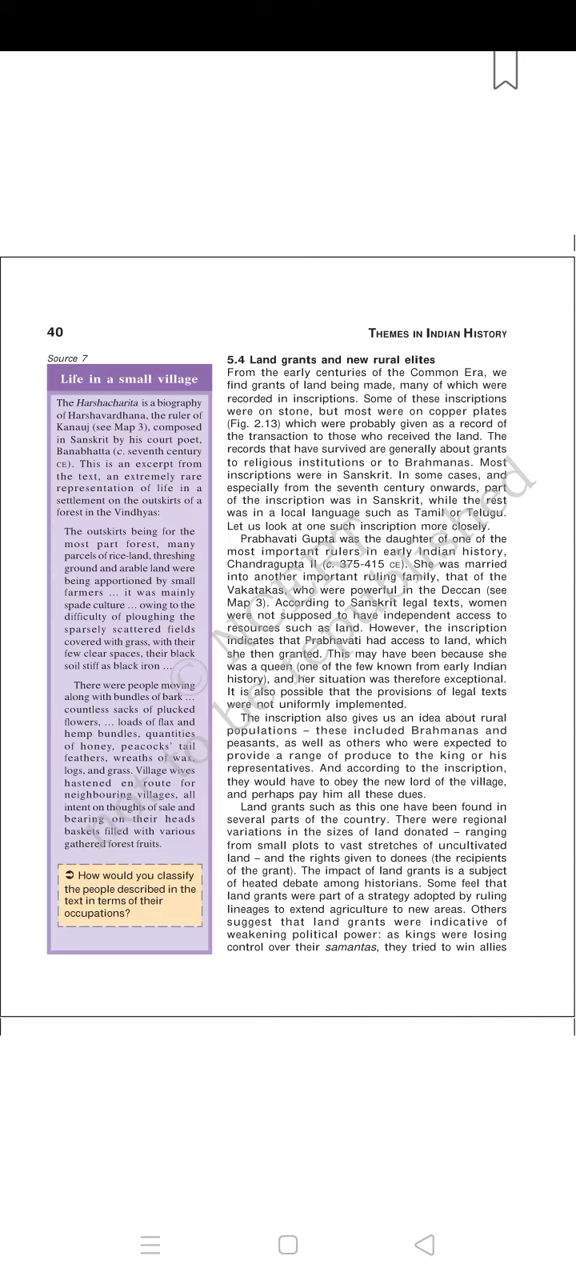 40
THEMES IN INDIAN HISTORY
Source 7
Life in a small village
The Harshacharita is a biography
of Harshavardhana, the ruler of
Kanauj (see Map 3), composed
in Sanskrit by his court poet,
Banabhatta (c. seventh century
CE). This is an excerpt from
the text, an extremely rare
representation of life in a
settlement on the outskirts of a
forest in the Vindhyas:
The outskirts being for the
most part forest, many
parcels of rice-land, threshing
ground and arable land were
being apportioned by small
farmers … it was mainly
spade culture … owing to the
difficulty of ploughing the
sparsely scattered fields
covered with grass, with their
few clear spaces, their black
soil stiff as black iron …
There were people moving
along with bundles of bark …
countless sacks of plucked
flowers, … loads of flax and
hemp bundles, quantities
of honey, peacocks' tail
feathers, wreaths of wax,
logs, and grass. Village wives
hastened en route for
neighbouring villages, all
intent on thoughts of sale and
bearing on their heads
baskets filled with various
gathered forest fruits.
➲ How would you classify
the people described in the
text in terms of their
occupations?
5.4 Land grants and new rural elites
From the early centuries of the Common Era, we
find grants of land being made, many of which were
recorded in inscriptions. Some of these inscriptions
were on stone, but most were on copper plates
(Fig. 2.13) which were probably given as a record of
the transaction to those who received the land. The
records that have survived are generally about grants
to religious institutions or to Brahmanas. Most
inscriptions were in Sanskrit. In some cases, and
especially from the seventh century onwards, part
of the inscription was in Sanskrit, while the rest
was in a local language such as Tamil or Telugu.
Let us look at one such inscription more closely.
Prabhavati Gupta was the daughter of one of the
most important rulers in early Indian history,
Chandragupta II (c. 375-415 CE). She was married
into another important ruling family, that of the
Vakatakas, who were powerful in the Deccan (see
Map 3). According to Sanskrit legal texts, women
were not supposed to have independent access to
resources such as land. However, the inscription
indicates that Prabhavati had access to land, which
she then granted. This may have been because she
was a queen (one of the few known from early Indian
history), and her situation was therefore exceptional.
It is also possible that the provisions of legal texts
were not uniformly implemented.
The inscription also gives us an idea about rural
populations – these included Brahmanas and
peasants, as well as others who were expected to
provide a range of produce to the king or his
representatives. And according to the inscription,
they would have to obey the new lord of the village,
and perhaps pay him all these dues.
Land grants such as this one have been found in
several parts of the country. There were regional
variations in the sizes of land donated – ranging
from small plots to vast stretches of uncultivated
land – and the rights given to donees (the recipients
of the grant). The impact of land grants is a subject
of heated debate among historians. Some feel that
land grants were part of a strategy adopted by ruling
lineages to extend agriculture to new areas. Others
suggest that land grants were indicative of
weakening political power: as kings were losing
control over their samantas, they tried to win allies
© NCERT
not to be republished